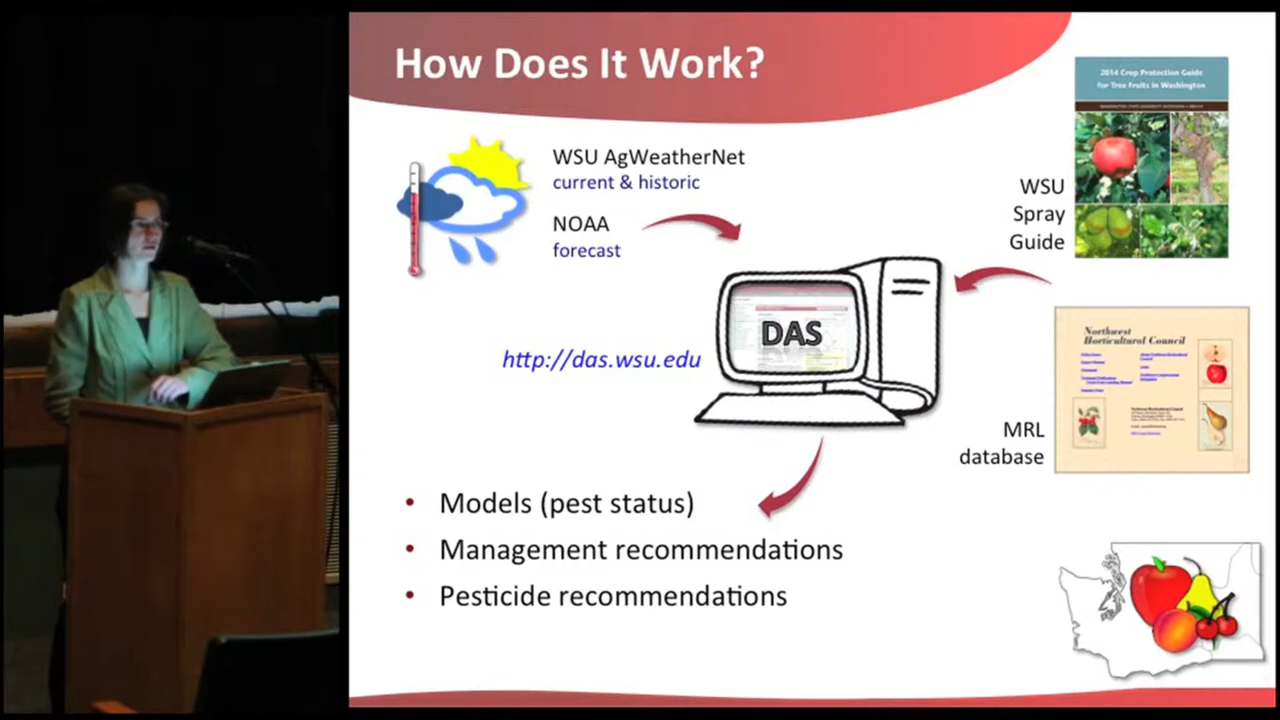 How Does It Work?
2014 Crop Protection Guide
for Tree Fruits in Washington
WSU AgWeatherNet
current & historic
NOAA
forecast
WSU
Spray
Guide
DAS
http://das.wsu.edu
Northwest
Horticultural Council
MRL
database
• Models (pest status)
• Management recommendations
• Pesticide recommendations